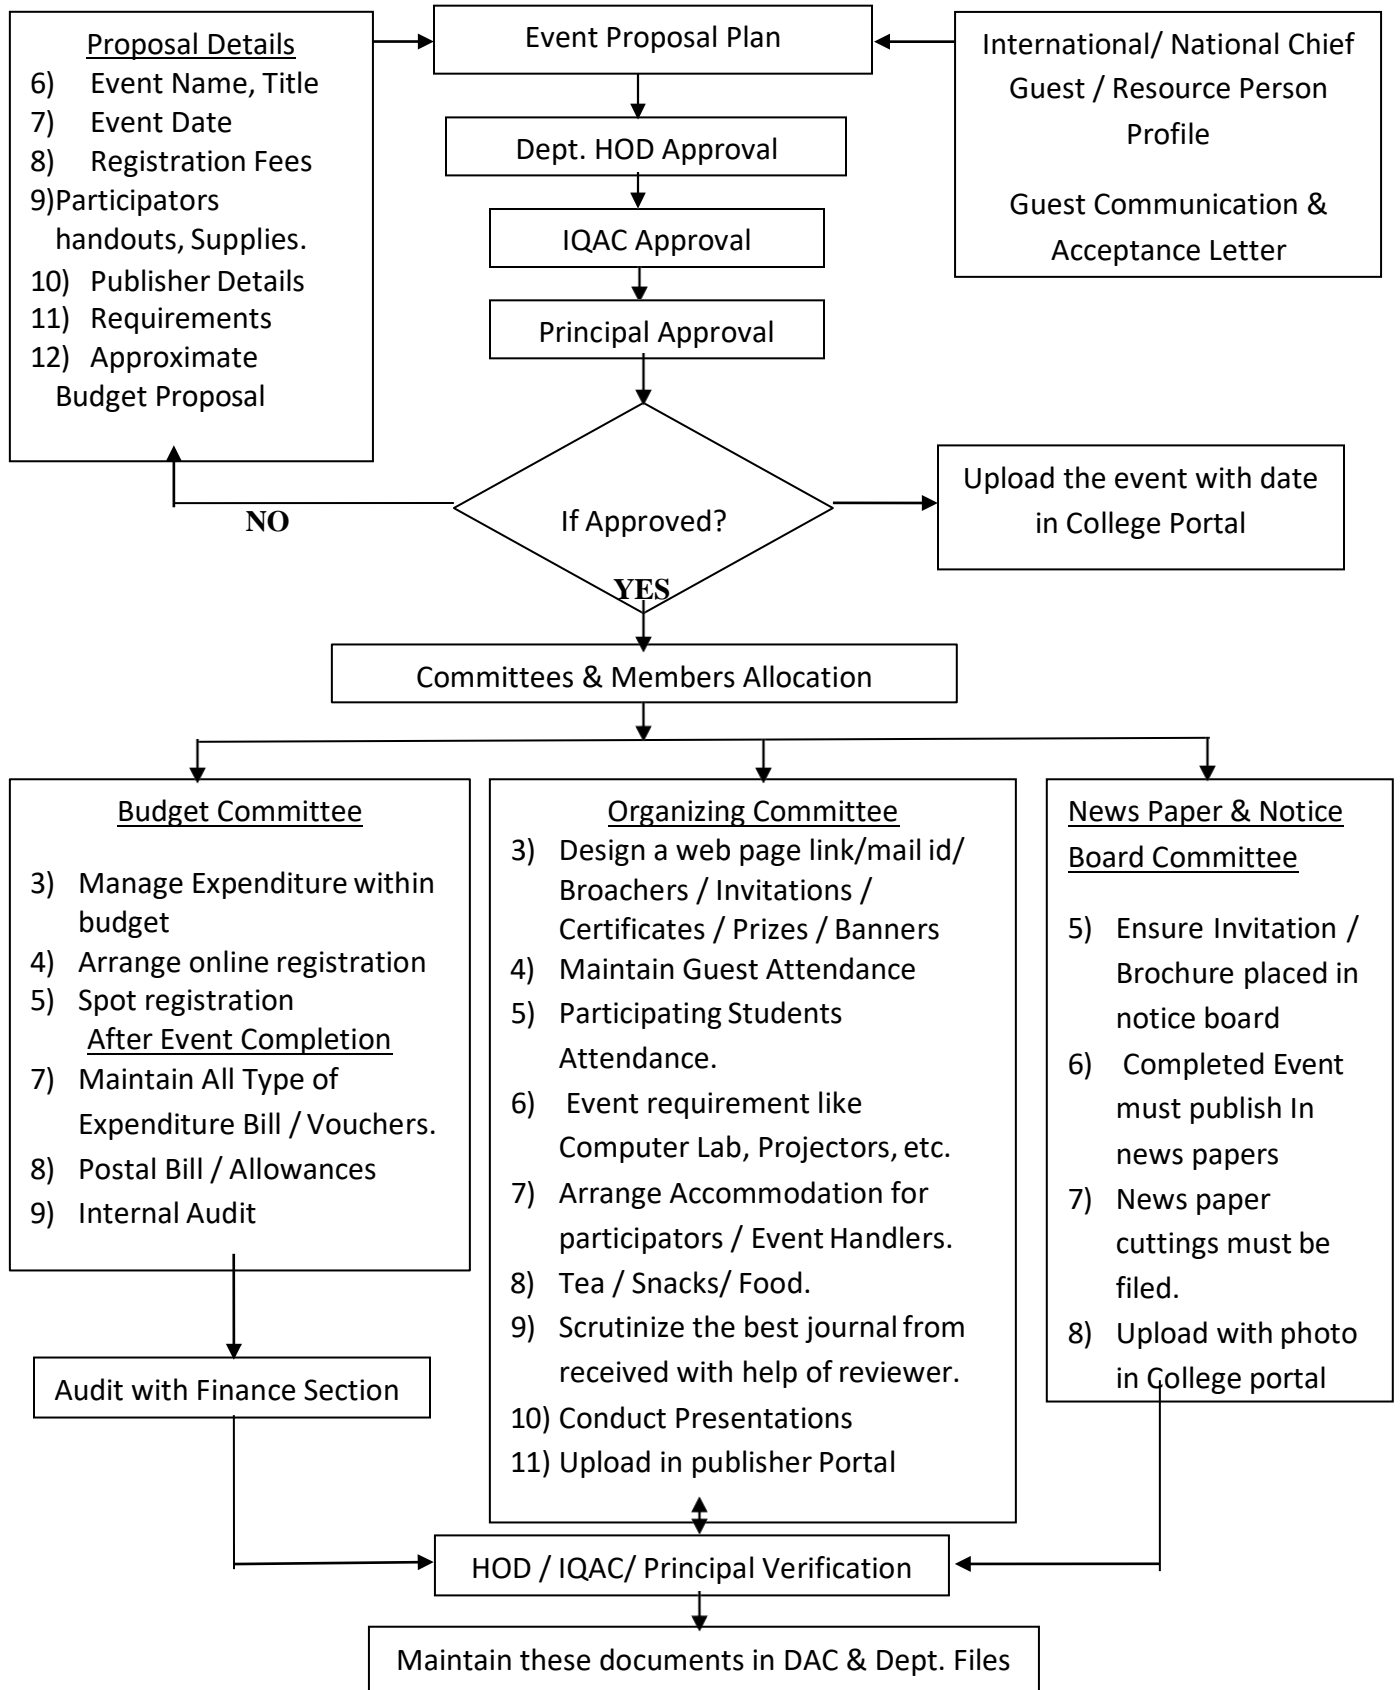 Proposal Details
6) Event Name, Title
7) Event Date
8) Registration Fees
9)Participators
handouts, Supplies.
10) Publisher Details
11) Requirements
12) Approximate
Budget Proposal
Event Proposal Plan
International/ National Chief
Guest / Resource Person
Profile
Guest Communication &
Acceptance Letter
Dept. HOD Approval
IQAC Approval
Principal Approval
If Approved?
NO
YES
Upload the event with date
in College Portal
Committees & Members Allocation
Budget Committee
3) Manage Expenditure within
budget
4) Arrange online registration
5) Spot registration
After Event Completion
7) Maintain All Type of
Expenditure Bill / Vouchers.
8) Postal Bill / Allowances
9) Internal Audit
Organizing Committee
3) Design a web page link/mail id/
Broachers / Invitations /
Certificates / Prizes / Banners
4) Maintain Guest Attendance
5) Participating Students
Attendance.
6) Event requirement like
Computer Lab, Projectors, etc.
7) Arrange Accommodation for
participators / Event Handlers.
8) Tea / Snacks/ Food.
9) Scrutinize the best journal from
received with help of reviewer.
10) Conduct Presentations
11) Upload in publisher Portal
News Paper & Notice
Board Committee
5) Ensure Invitation /
Brochure placed in
notice board
6) Completed Event
must publish In
news papers
7) News paper
cuttings must be
filed.
8) Upload with photo
in College portal
Audit with Finance Section
HOD / IQAC/ Principal Verification
Maintain these documents in DAC & Dept. Files